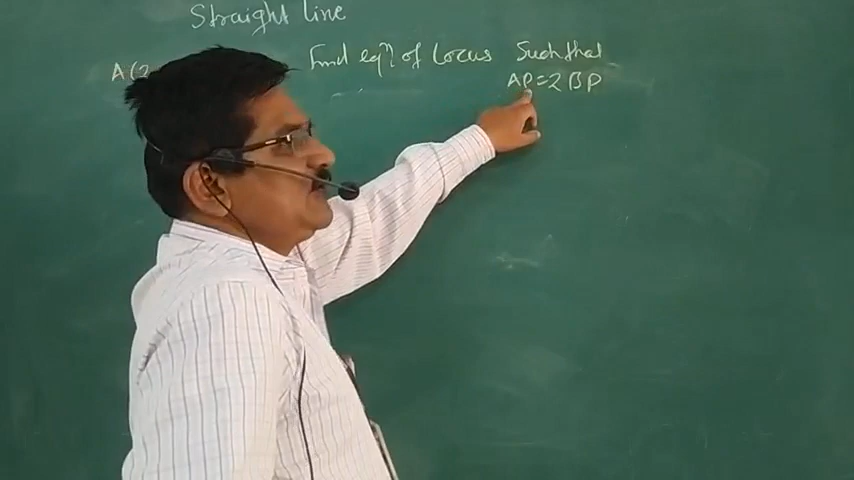 Straight line
A(2 Find eqn of Locus Such that
AP=2BP